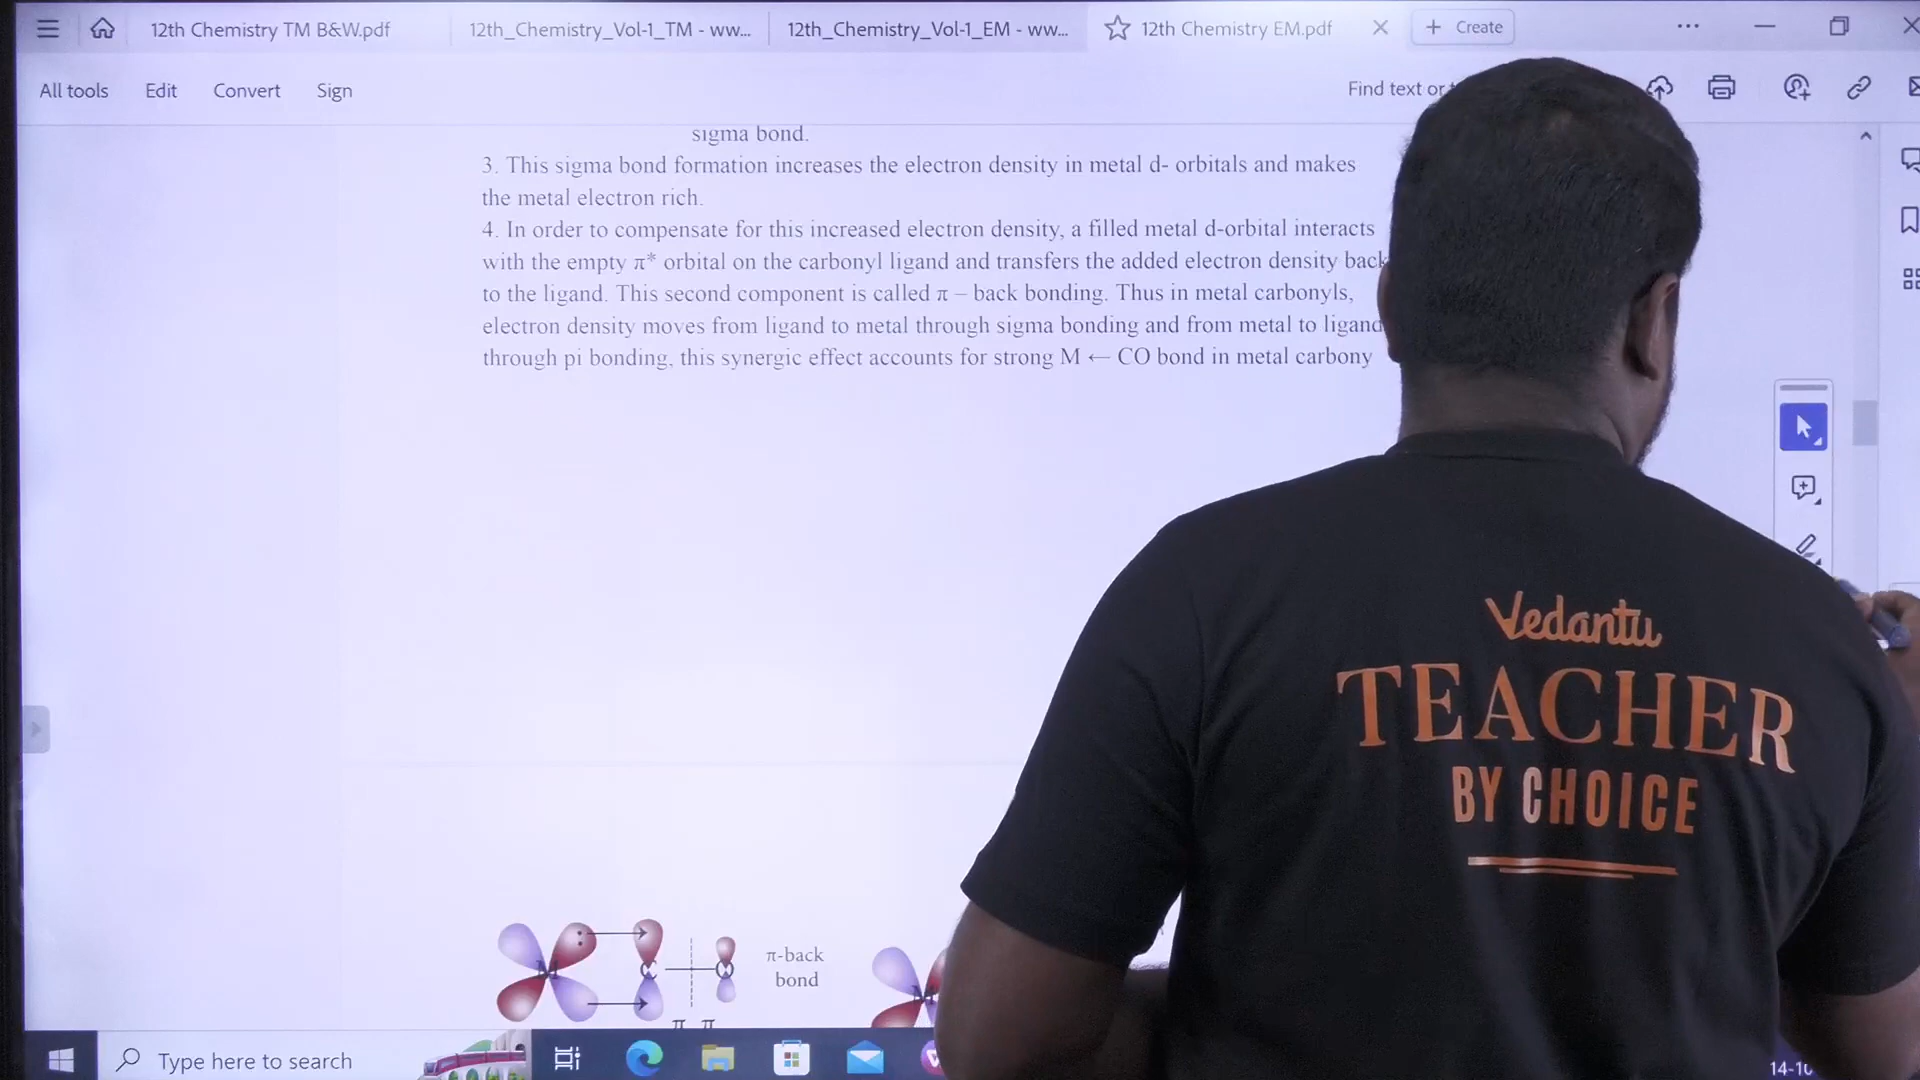 12th Chemistry TM B&W.pdf
12th_Chemistry_Vol-1_TM - ww...
12th_Chemistry_Vol-1_EM - ww...
12th Chemistry EM.pdf
Create
All tools
Edit
Convert
Sign
Find text or
sigma bond.
3. This sigma bond formation increases the electron density in metal d- orbitals and makes
the metal electron rich.
4. In order to compensate for this increased electron density, a filled metal d-orbital interacts
with the empty π* orbital on the carbonyl ligand and transfers the added electron density back
to the ligand. This second component is called π – back bonding. Thus in metal carbonyls,
electron density moves from ligand to metal through sigma bonding and from metal to ligand
through pi bonding, this synergic effect accounts for strong M ← CO bond in metal carbony
Vedantu
TEACHER
BY CHOICE
M C O
π-back
bond
M
π π
Type here to search
14-10